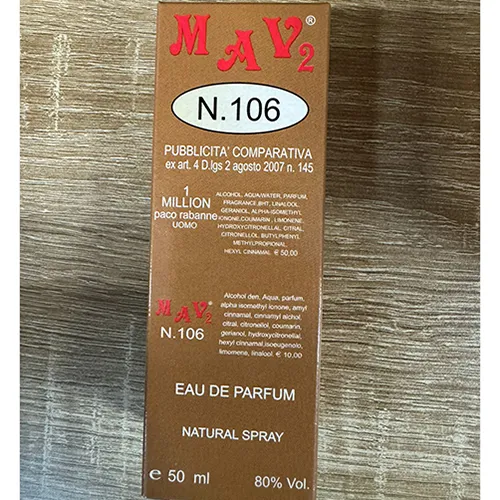 MAV2®
N.106
PUBBLICITA' COMPARATIVA
ex art. 4 D.lgs 2 agosto 2007 n. 145
1
MILLION
paco rabanne
UOMO
ALCOHOL, AQUA/WATER, PARFUM,
FRAGRANCE,BHT, LINALOOL,
GERANIOL, ALPHA-ISOMETHYL
IONONE,COUMARIN , LIMONENE,
HYDROXYCITRONELLAL, CITRAL,
CITRONELLOL, BUTYLPHENYL
METHYLPROPIONAL,
HEXYL CINNAMAL € 50,00
MAV2
N.106
Alcohol den, Aqua, parfum,
alpha isomethyl ionone, amyl
cinnamal, cinnamyl alchol,
citral, citronellol, coumarin,
gerianol, hydroxycitronellal,
hexyl cinnamal,isoeugenolo,
limomene, linalool. € 10,00
EAU DE PARFUM
NATURAL SPRAY
e 50 ml
80% Vol.